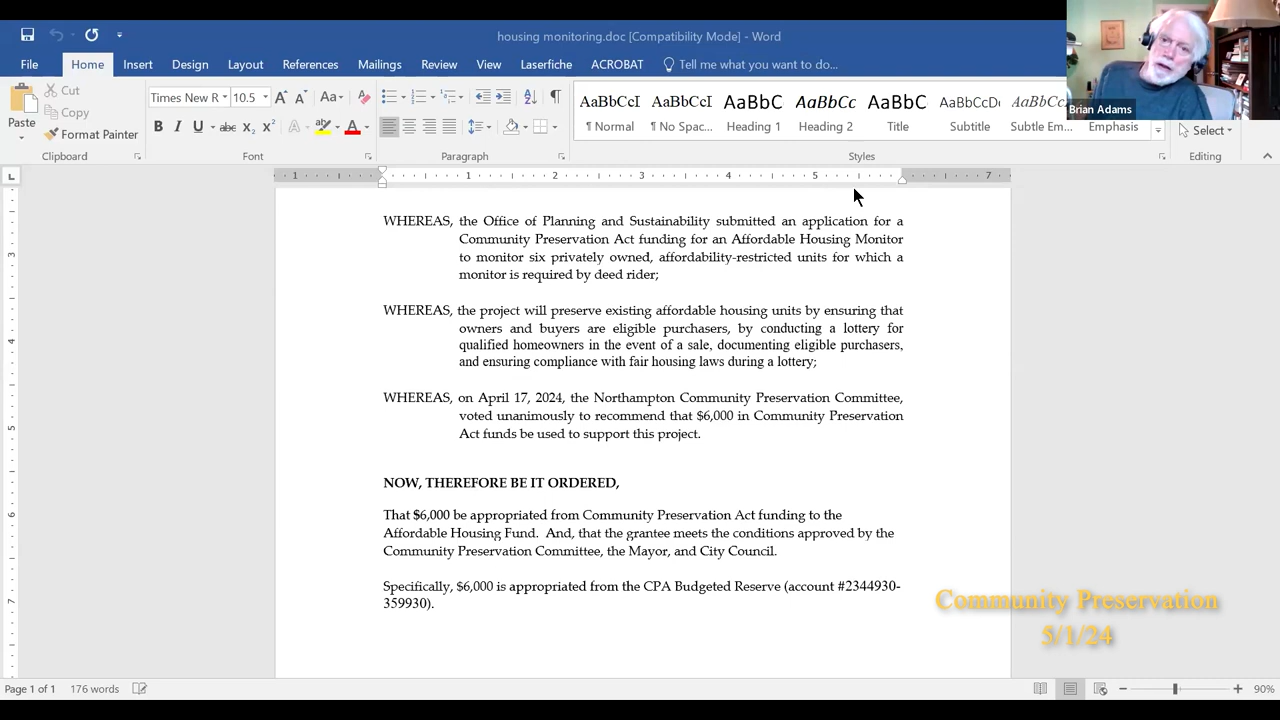 housing monitoring.doc [Compatibility Mode] - Word
File Home Insert Design Layout References Mailings Review View Laserfiche ACROBAT Tell me what you want to do...
Brian Adams
Paste
Cut
Copy
Format Painter
Clipboard
Times New R 10.5
Font
Paragraph
AaBbCcI AaBbCcI AaBbC AaBbCc AaBbC AaBbCcDc AaBbCc
¶ Normal ¶ No Spac... Heading 1 Heading 2 Title Subtitle Subtle Em... Emphasis
Styles
Select
Editing
1 1 2 3 4 5 7
WHEREAS, the Office of Planning and Sustainability submitted an application for a
Community Preservation Act funding for an Affordable Housing Monitor
to monitor six privately owned, affordability-restricted units for which a
monitor is required by deed rider;
WHEREAS, the project will preserve existing affordable housing units by ensuring that
owners and buyers are eligible purchasers, by conducting a lottery for
qualified homeowners in the event of a sale, documenting eligible purchasers,
and ensuring compliance with fair housing laws during a lottery;
WHEREAS, on April 17, 2024, the Northampton Community Preservation Committee,
voted unanimously to recommend that $6,000 in Community Preservation
Act funds be used to support this project.
NOW, THEREFORE BE IT ORDERED,
That $6,000 be appropriated from Community Preservation Act funding to the
Affordable Housing Fund.  And, that the grantee meets the conditions approved by the
Community Preservation Committee, the Mayor, and City Council.
Specifically, $6,000 is appropriated from the CPA Budgeted Reserve (account #2344930-
359930).
Community Preservation
5/1/24
Page 1 of 1 176 words
90%